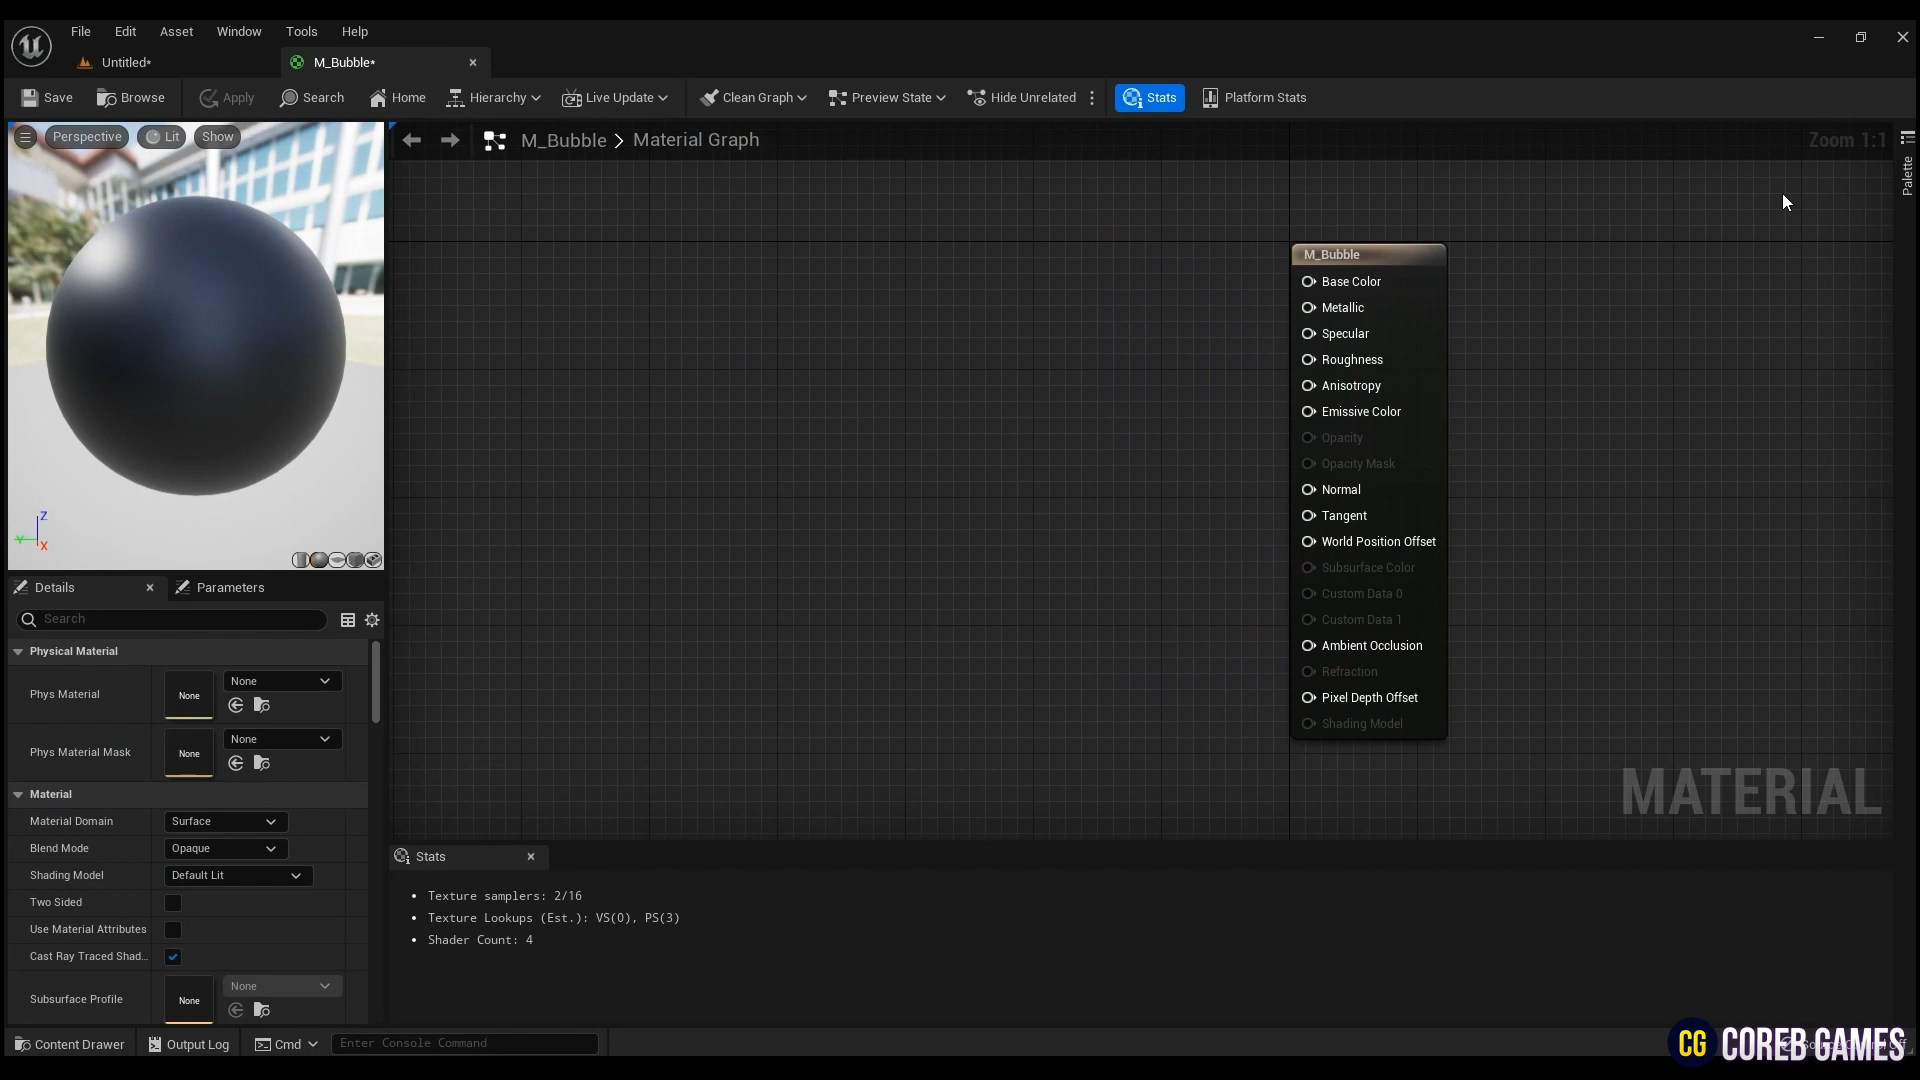 File Edit Asset Window Tools Help
Untitled* M_Bubble*
Save Browse Apply Search Home Hierarchy Live Update Clean Graph Preview State Hide Unrelated Stats Platform Stats
Perspective Lit Show
M_Bubble Material Graph
Zoom 1:1
Palette
M_Bubble
Base Color
Metallic
Specular
Roughness
Anisotropy
Emissive Color
Opacity
Opacity Mask
Normal
Tangent
World Position Offset
Subsurface Color
Custom Data 0
Custom Data 1
Ambient Occlusion
Refraction
Pixel Depth Offset
Shading Model
MATERIAL
Z
Y
X
Details Parameters
Search
Physical Material
Phys Material None None
Phys Material Mask None None
Material
Material Domain Surface
Blend Mode Opaque
Shading Model Default Lit
Two Sided
Use Material Attributes
Cast Ray Traced Shad...
Subsurface Profile None None
Stats
Texture samplers: 2/16
Texture Lookups (Est.): VS(0), PS(3)
Shader Count: 4
Content Drawer Output Log Cmd Enter Console Command
CG COREB GAMES